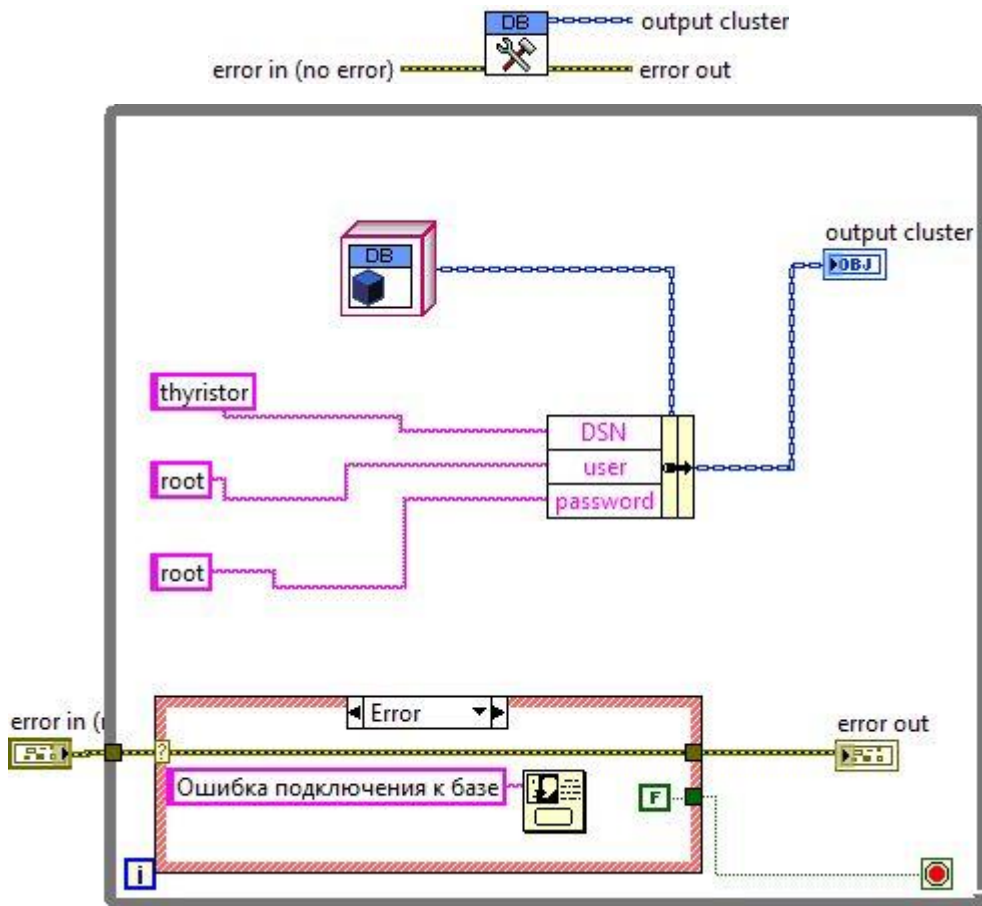 DB
output cluster
error in (no error)
error out
DB
output cluster
OBJ
thyristor
DSN
root
user
password
root
Error
error in (
error out
?
Ошибка подключения к базе
F
i